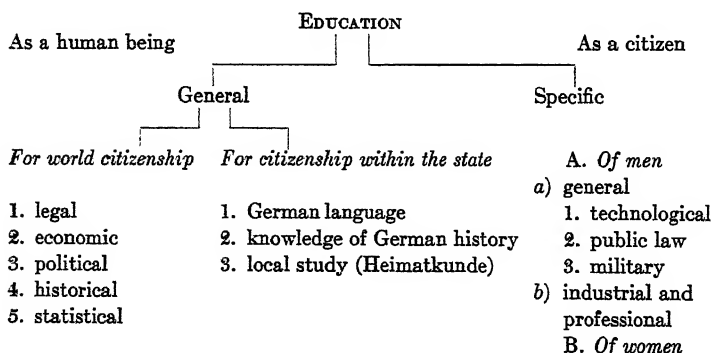 EDUCATION
As a human being
As a citizen
General
Specific
For world citizenship
1. legal
2. economic
3. political
4. historical
5. statistical
For citizenship within the state
1. German language
2. knowledge of German history
3. local study (Heimatkunde)
A. Of men
a) general
1. technological
2. public law
3. military
b) industrial and
professional
B. Of women